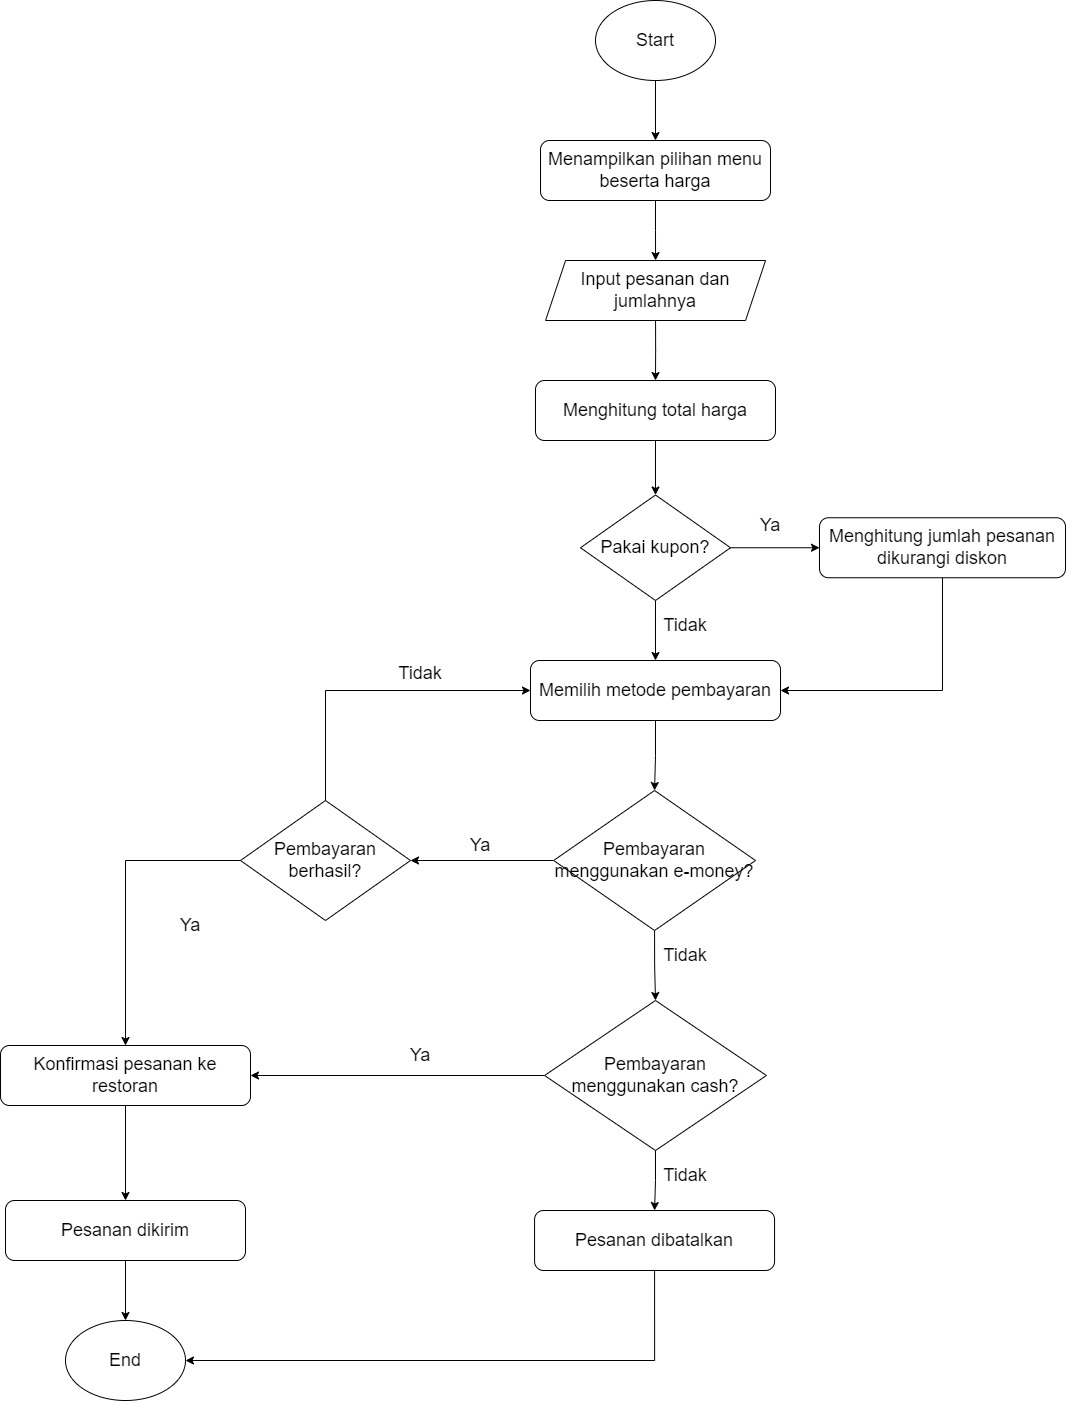 Start
Menampilkan pilihan menu
beserta harga
Input pesanan dan
jumlahnya
Menghitung total harga
Pakai kupon?
Ya
Menghitung jumlah pesanan
dikurangi diskon
Tidak
Tidak
Memilih metode pembayaran
Pembayaran
berhasil?
Ya
Pembayaran
menggunakan e-money?
Ya
Tidak
Konfirmasi pesanan ke
restoran
Ya
Pembayaran
menggunakan cash?
Tidak
Pesanan dikirim
Pesanan dibatalkan
End